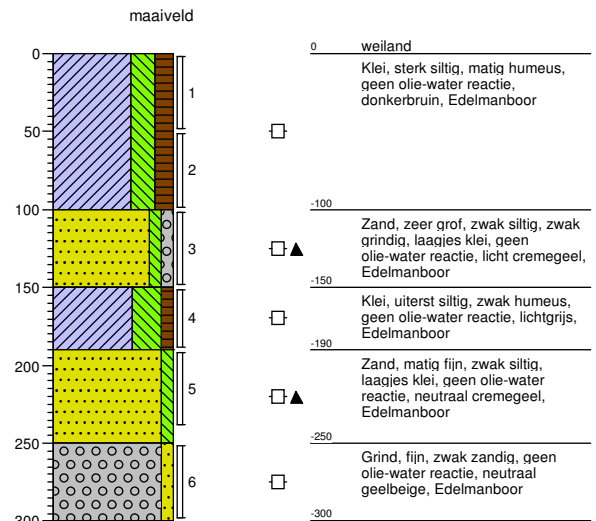 maaiveld
0
50
100
150
200
250
300
1
2
3
4
5
6
0 weiland
Klei, sterk siltig, matig humeus,
geen olie-water reactie,
donkerbruin, Edelmanboor
-100
Zand, zeer grof, zwak siltig, zwak
grindig, laagjes klei, geen
olie-water reactie, licht cremegeel,
Edelmanboor
-150
Klei, uiterst siltig, zwak humeus,
geen olie-water reactie, lichtgrijs,
Edelmanboor
-190
Zand, matig fijn, zwak siltig,
laagjes klei, geen olie-water
reactie, neutraal cremegeel,
Edelmanboor
-250
Grind, fijn, zwak zandig, geen
olie-water reactie, neutraal
geelbeige, Edelmanboor
-300